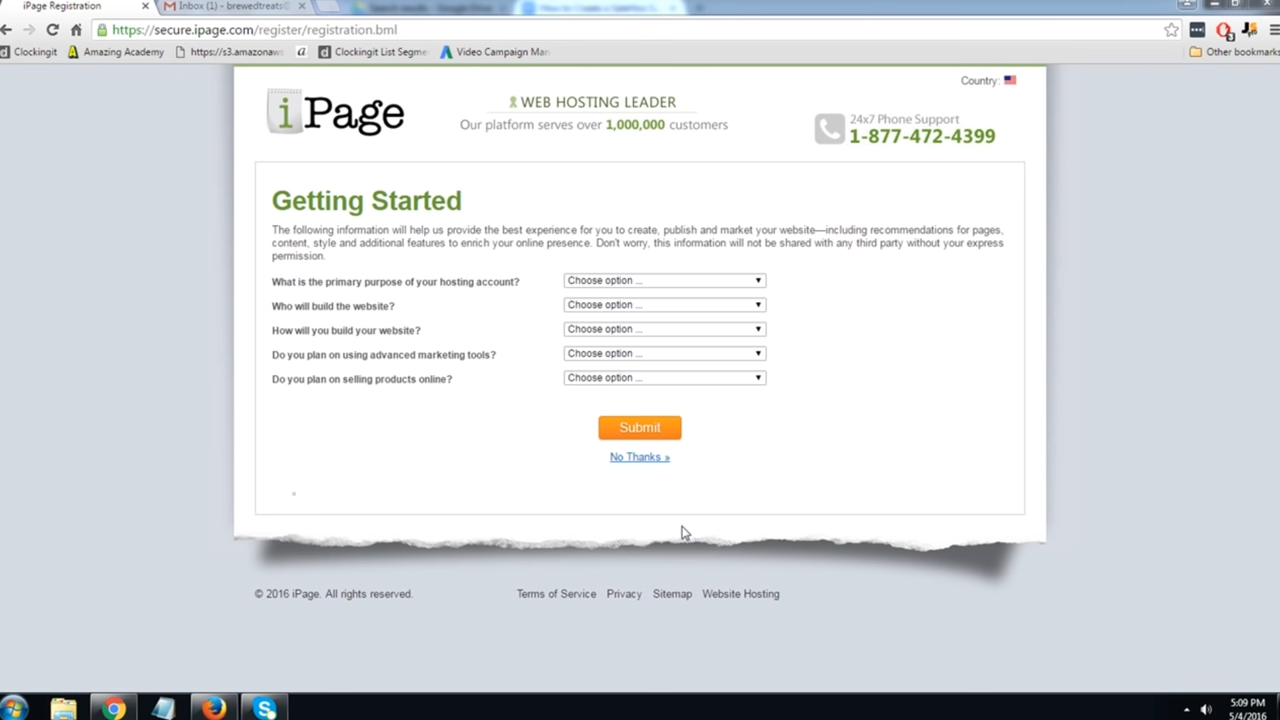 iPage Registration
Inbox (1) - brewedtreats@
https://secure.ipage.com/register/registration.bml
Clockingit
Amazing Academy
https://s3.amazonaws
Clockingit List Segme
Video Campaign Man
Other bookmarks
Country:
iPage
WEB HOSTING LEADER
Our platform serves over 1,000,000 customers
24x7 Phone Support
1-877-472-4399
Getting Started
The following information will help us provide the best experience for you to create, publish and market your website—including recommendations for pages,
content, style and additional features to enrich your online presence. Don't worry, this information will not be shared with any third party without your express
permission.
What is the primary purpose of your hosting account? Choose option ...
Who will build the website? Choose option ...
How will you build your website? Choose option ...
Do you plan on using advanced marketing tools? Choose option ...
Do you plan on selling products online? Choose option ...
Submit
No Thanks »
© 2016 iPage. All rights reserved. Terms of Service Privacy Sitemap Website Hosting
5:09 PM
5/4/2016